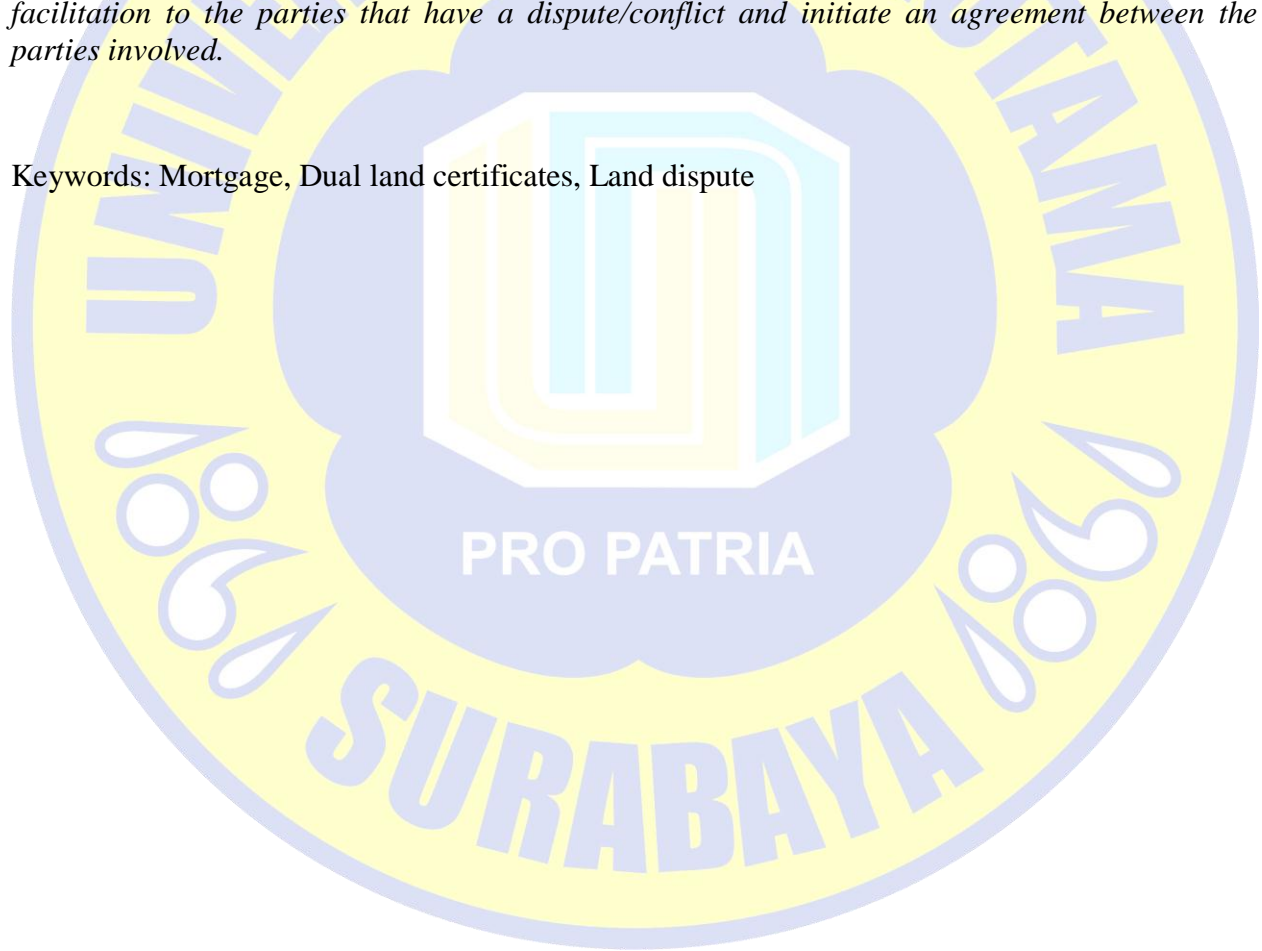 facilitation to the parties that have a dispute/conflict and initiate an agreement between the
parties involved.
Keywords: Mortgage, Dual land certificates, Land dispute
PRO PATRIA
SURABAYA